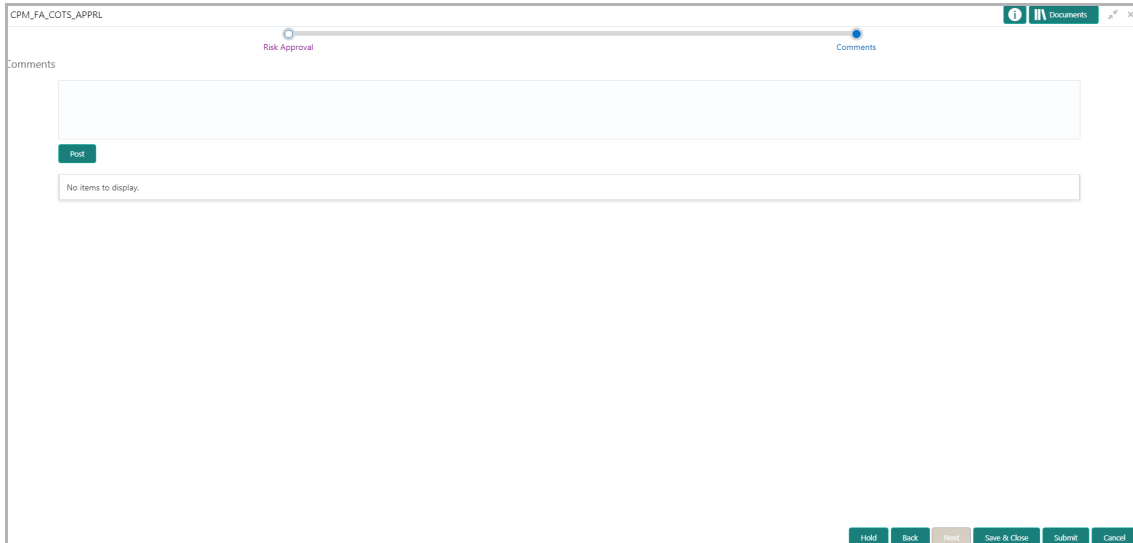 CPM_FA_COTS_APPRL
Documents
Risk Approval
Comments
Comments
Post
No items to display.
Hold
Back
Next
Save & Close
Submit
Cancel